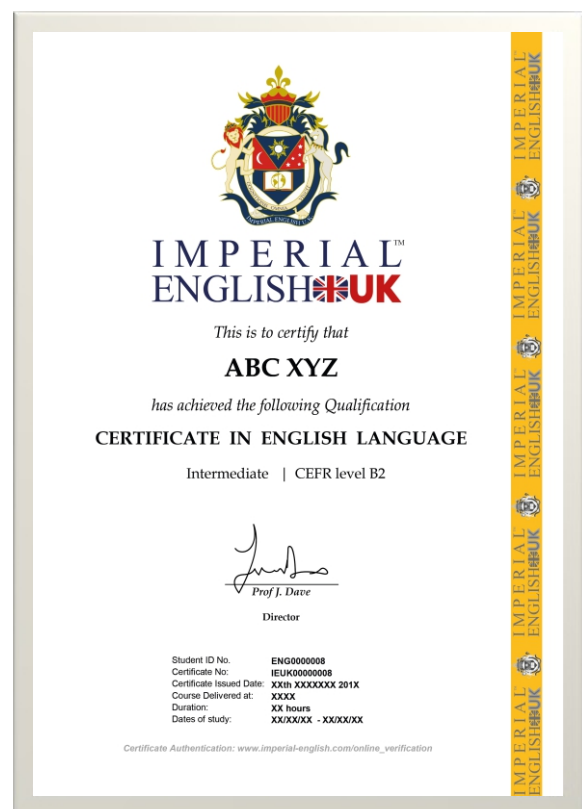 IMPERIAL ENGLISH U.K
IMPERIAL™
ENGLISH UK
This is to certify that
ABC XYZ
has achieved the following Qualification
CERTIFICATE IN ENGLISH LANGUAGE
Intermediate | CEFR level B2
Prof J. Dave
Director
Student ID No. ENG0000008
Certificate No: IEUK00000008
Certificate Issued Date: XXth XXXXXXX 201X
Course Delivered at: XXXX
Duration: XX hours
Dates of study: XX/XX/XX - XX/XX/XX
Certificate Authentication: www.imperial-english.com/online_verification
IMPERIAL
ENGLISH UK
IMPERIAL
ENGLISH UK
IMPERIAL
ENGLISH UK
IMPERIAL
ENGLISH UK
IMPERIAL
ENGLISH UK